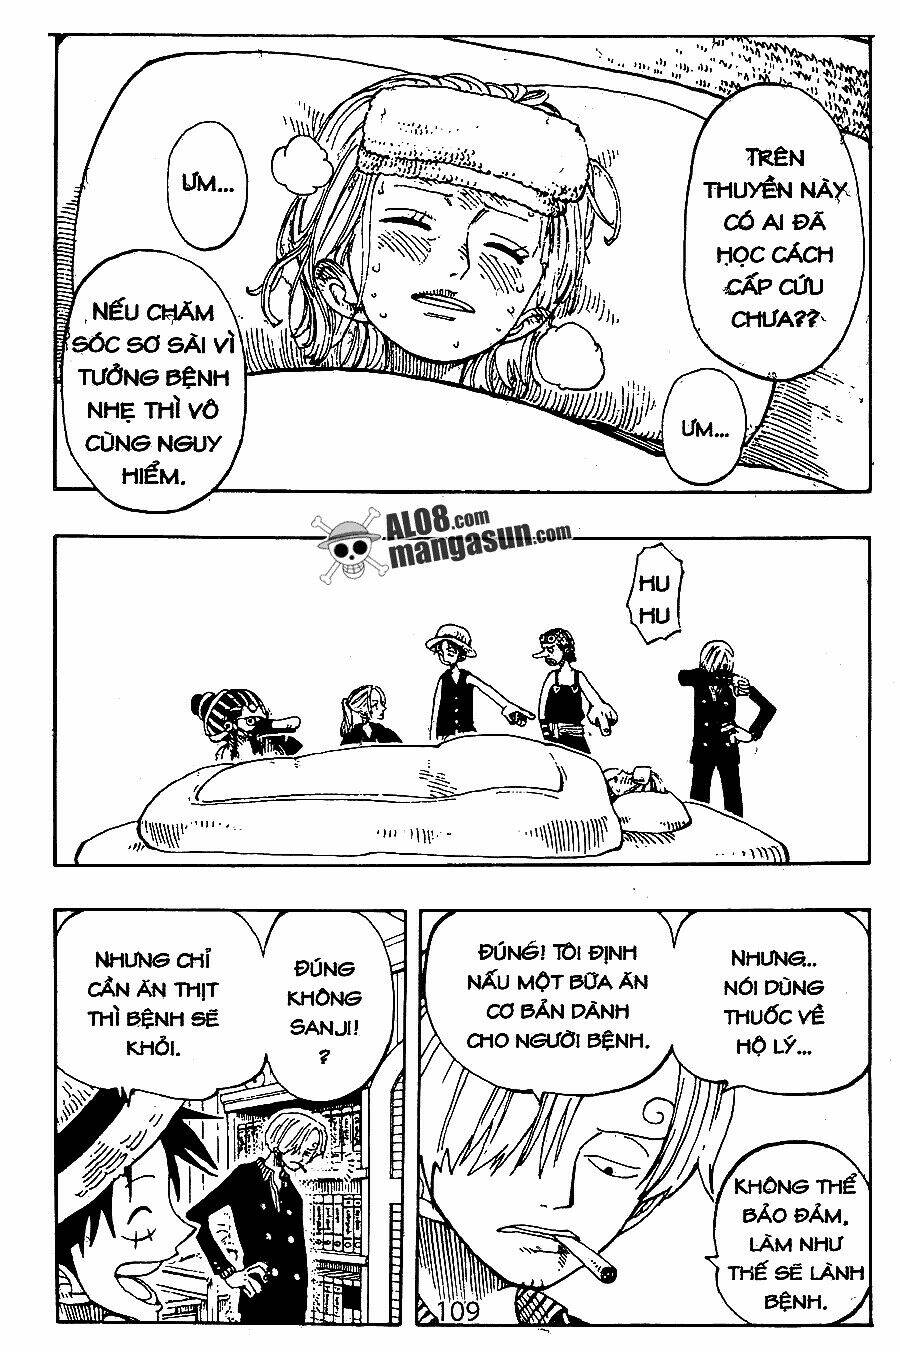 TRÊN
THUYỀN NÀY
CÓ AI ĐÃ
HỌC CÁCH
CẤP CỨU
CHƯA??
ƯM...
NẾU CHĂM
SÓC SƠ SÀI VÌ
TƯỞNG BỆNH
NHẸ THÌ VÔ
CÙNG NGUY
HIỂM.
ƯM...
AL08.com
mangasun.com
HU
HU
NHƯNG CHỈ
CẦN ĂN THỊT
THÌ BỆNH SẼ
KHỎI.
ĐÚNG
KHÔNG
SANJI!
?
ĐÚNG! TÔI ĐỊNH
NẤU MỘT BỮA ĂN
CƠ BẢN DÀNH
CHO NGƯỜI BỆNH.
NHƯNG..
NÓI DÙNG
THUỐC VỀ
HỘ LÝ...
KHÔNG THỂ
BẢO ĐẢM,
LÀM NHƯ
THẾ SẼ LÀNH
BỆNH.
109